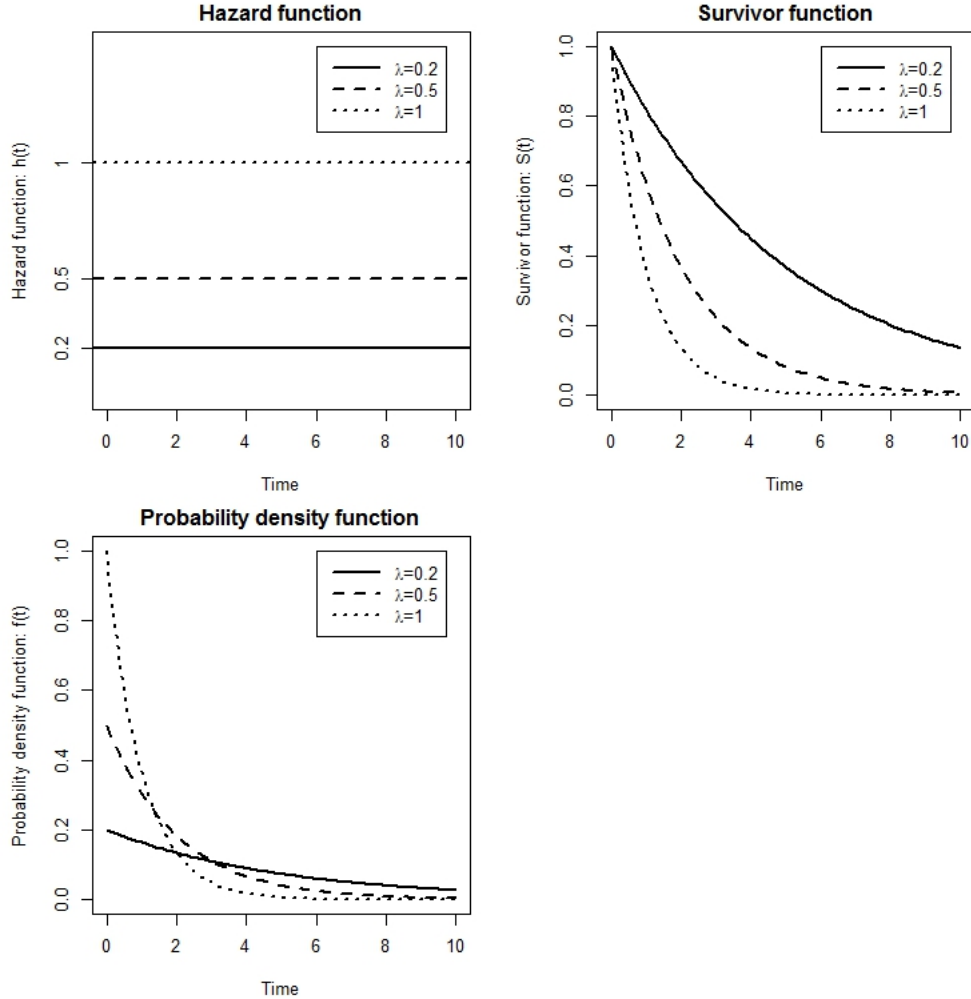 Hazard function
λ=0.2
λ=0.5
λ=1
Hazard function: h(t)
1
0.5
0.2
0 2 4 6 8 10
Time
Survivor function
λ=0.2
λ=0.5
λ=1
Survivor function: S(t)
1.0
0.8
0.6
0.4
0.2
0.0
0 2 4 6 8 10
Time
Probability density function
λ=0.2
λ=0.5
λ=1
Probability density function: f(t)
1.0
0.8
0.6
0.4
0.2
0.0
0 2 4 6 8 10
Time